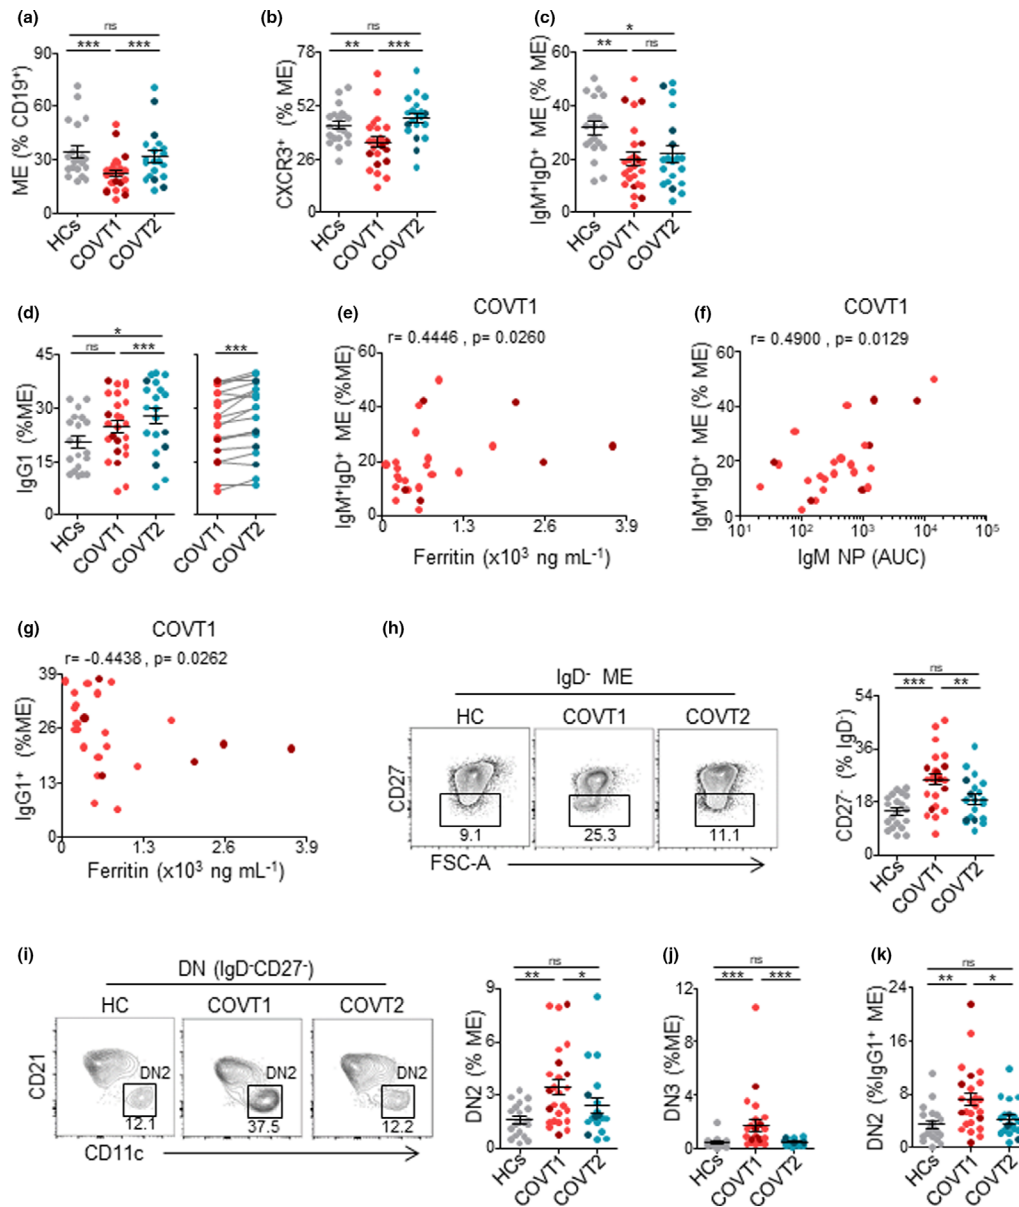 (a)
ns
*** ***
ME (% CD19⁺)
90
60
30
0
HCs
COVT1
COVT2
(b)
ns
** ***
CXCR3⁺ (% ME)
78
52
26
0
HCs
COVT1
COVT2
(c)
*
** ns
IgM⁺IgD⁺ ME (% ME)
60
40
20
0
HCs
COVT1
COVT2
(d)
*
ns *** ***
IgG1 (%ME)
45
30
15
0
HCs
COVT1
COVT2
COVT1
COVT2
(e)
COVT1
r= 0.4446 , p= 0.0260
IgM⁺IgD⁺ ME (%ME)
60
40
20
0
0 1.3 2.6 3.9
Ferritin (x10³ ng mL⁻¹)
(f)
COVT1
r= 0.4900 , p= 0.0129
IgM⁺IgD⁺ ME (% ME)
60
40
20
0
10¹ 10² 10³ 10⁴ 10⁵
IgM NP (AUC)
(g)
COVT1
r= -0.4438 , p= 0.0262
IgG1⁺ (%ME)
39
26
13
0
0 1.3 2.6 3.9
Ferritin (x10³ ng mL⁻¹)
(h)
IgD⁻ ME
HC COVT1 COVT2
CD27
9.1 25.3 11.1
FSC-A
ns
*** **
CD27⁻ (% IgD⁻)
54
36
18
0
HCs
COVT1
COVT2
(i)
DN (IgD⁻CD27⁻)
HC COVT1 COVT2
CD21
DN2 DN2 DN2
12.1 37.5 12.2
CD11c
ns
** *
DN2 (% ME)
9
6
3
0
HCs
COVT1
COVT2
(j)
ns
*** ***
DN3 (%ME)
12
8
4
0
HCs
COVT1
COVT2
(k)
ns
** *
DN2 (%IgG1⁺ ME)
24
16
8
0
HCs
COVT1
COVT2